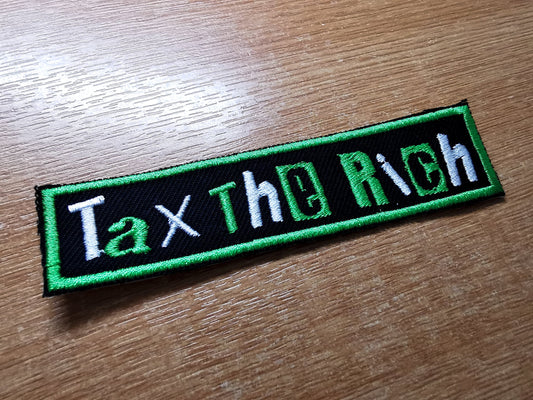 Tax The Rich